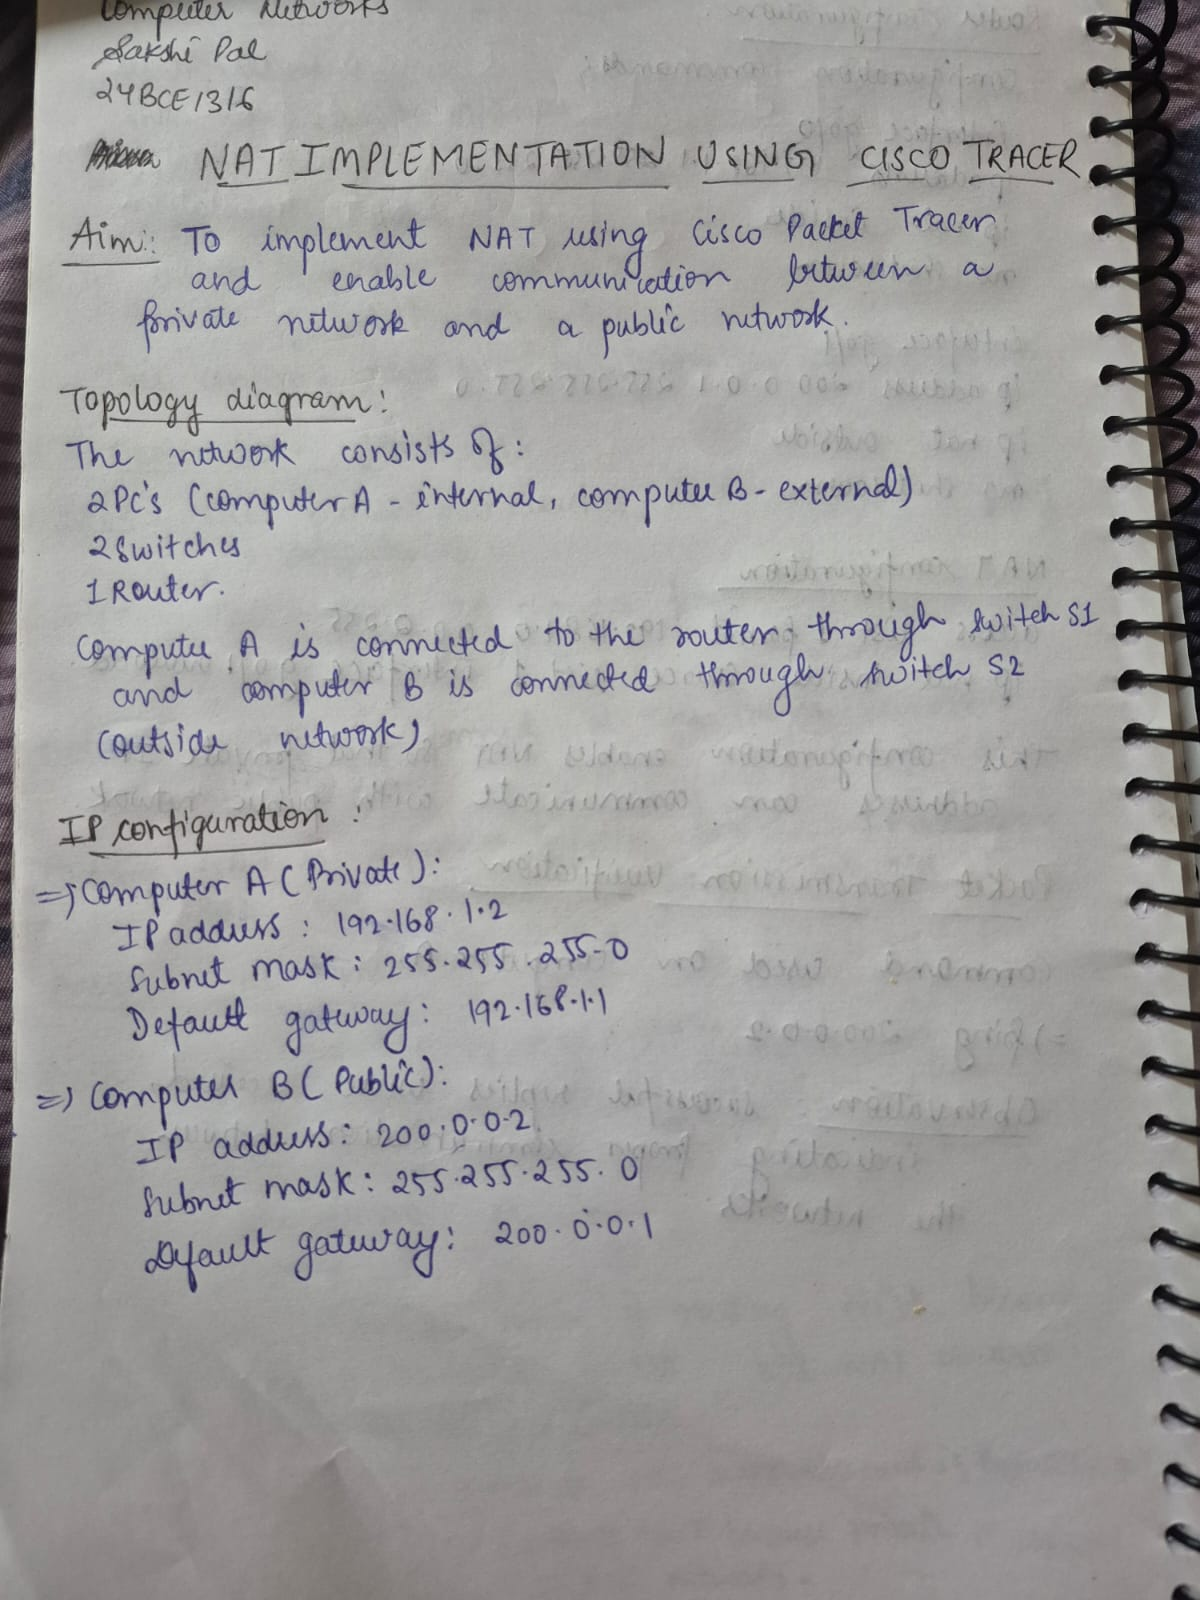 Computer Networks
Sakshi Pal
24BCE1316
NAT IMPLEMENTATION USING CISCO TRACER
Aim: To implement NAT using Cisco Packet Tracer
and enable communication between a
private network and a public network.
Topology diagram:
The network consists of:
2PC's (Computer A - internal, computer B - external)
2 Switches
1 Router.
Computer A is connected to the router through switch S1
and computer B is connected through switch S2
(outside network)
IP configuration :
=> Computer A (Private):
IP address : 192.168.1.2
Subnet mask : 255.255.255.0
Default gateway: 192.168.1.1
=> Computer B (Public):
IP address: 200.0.0.2
Subnet mask: 255.255.255.0
Default gateway: 200.0.0.1